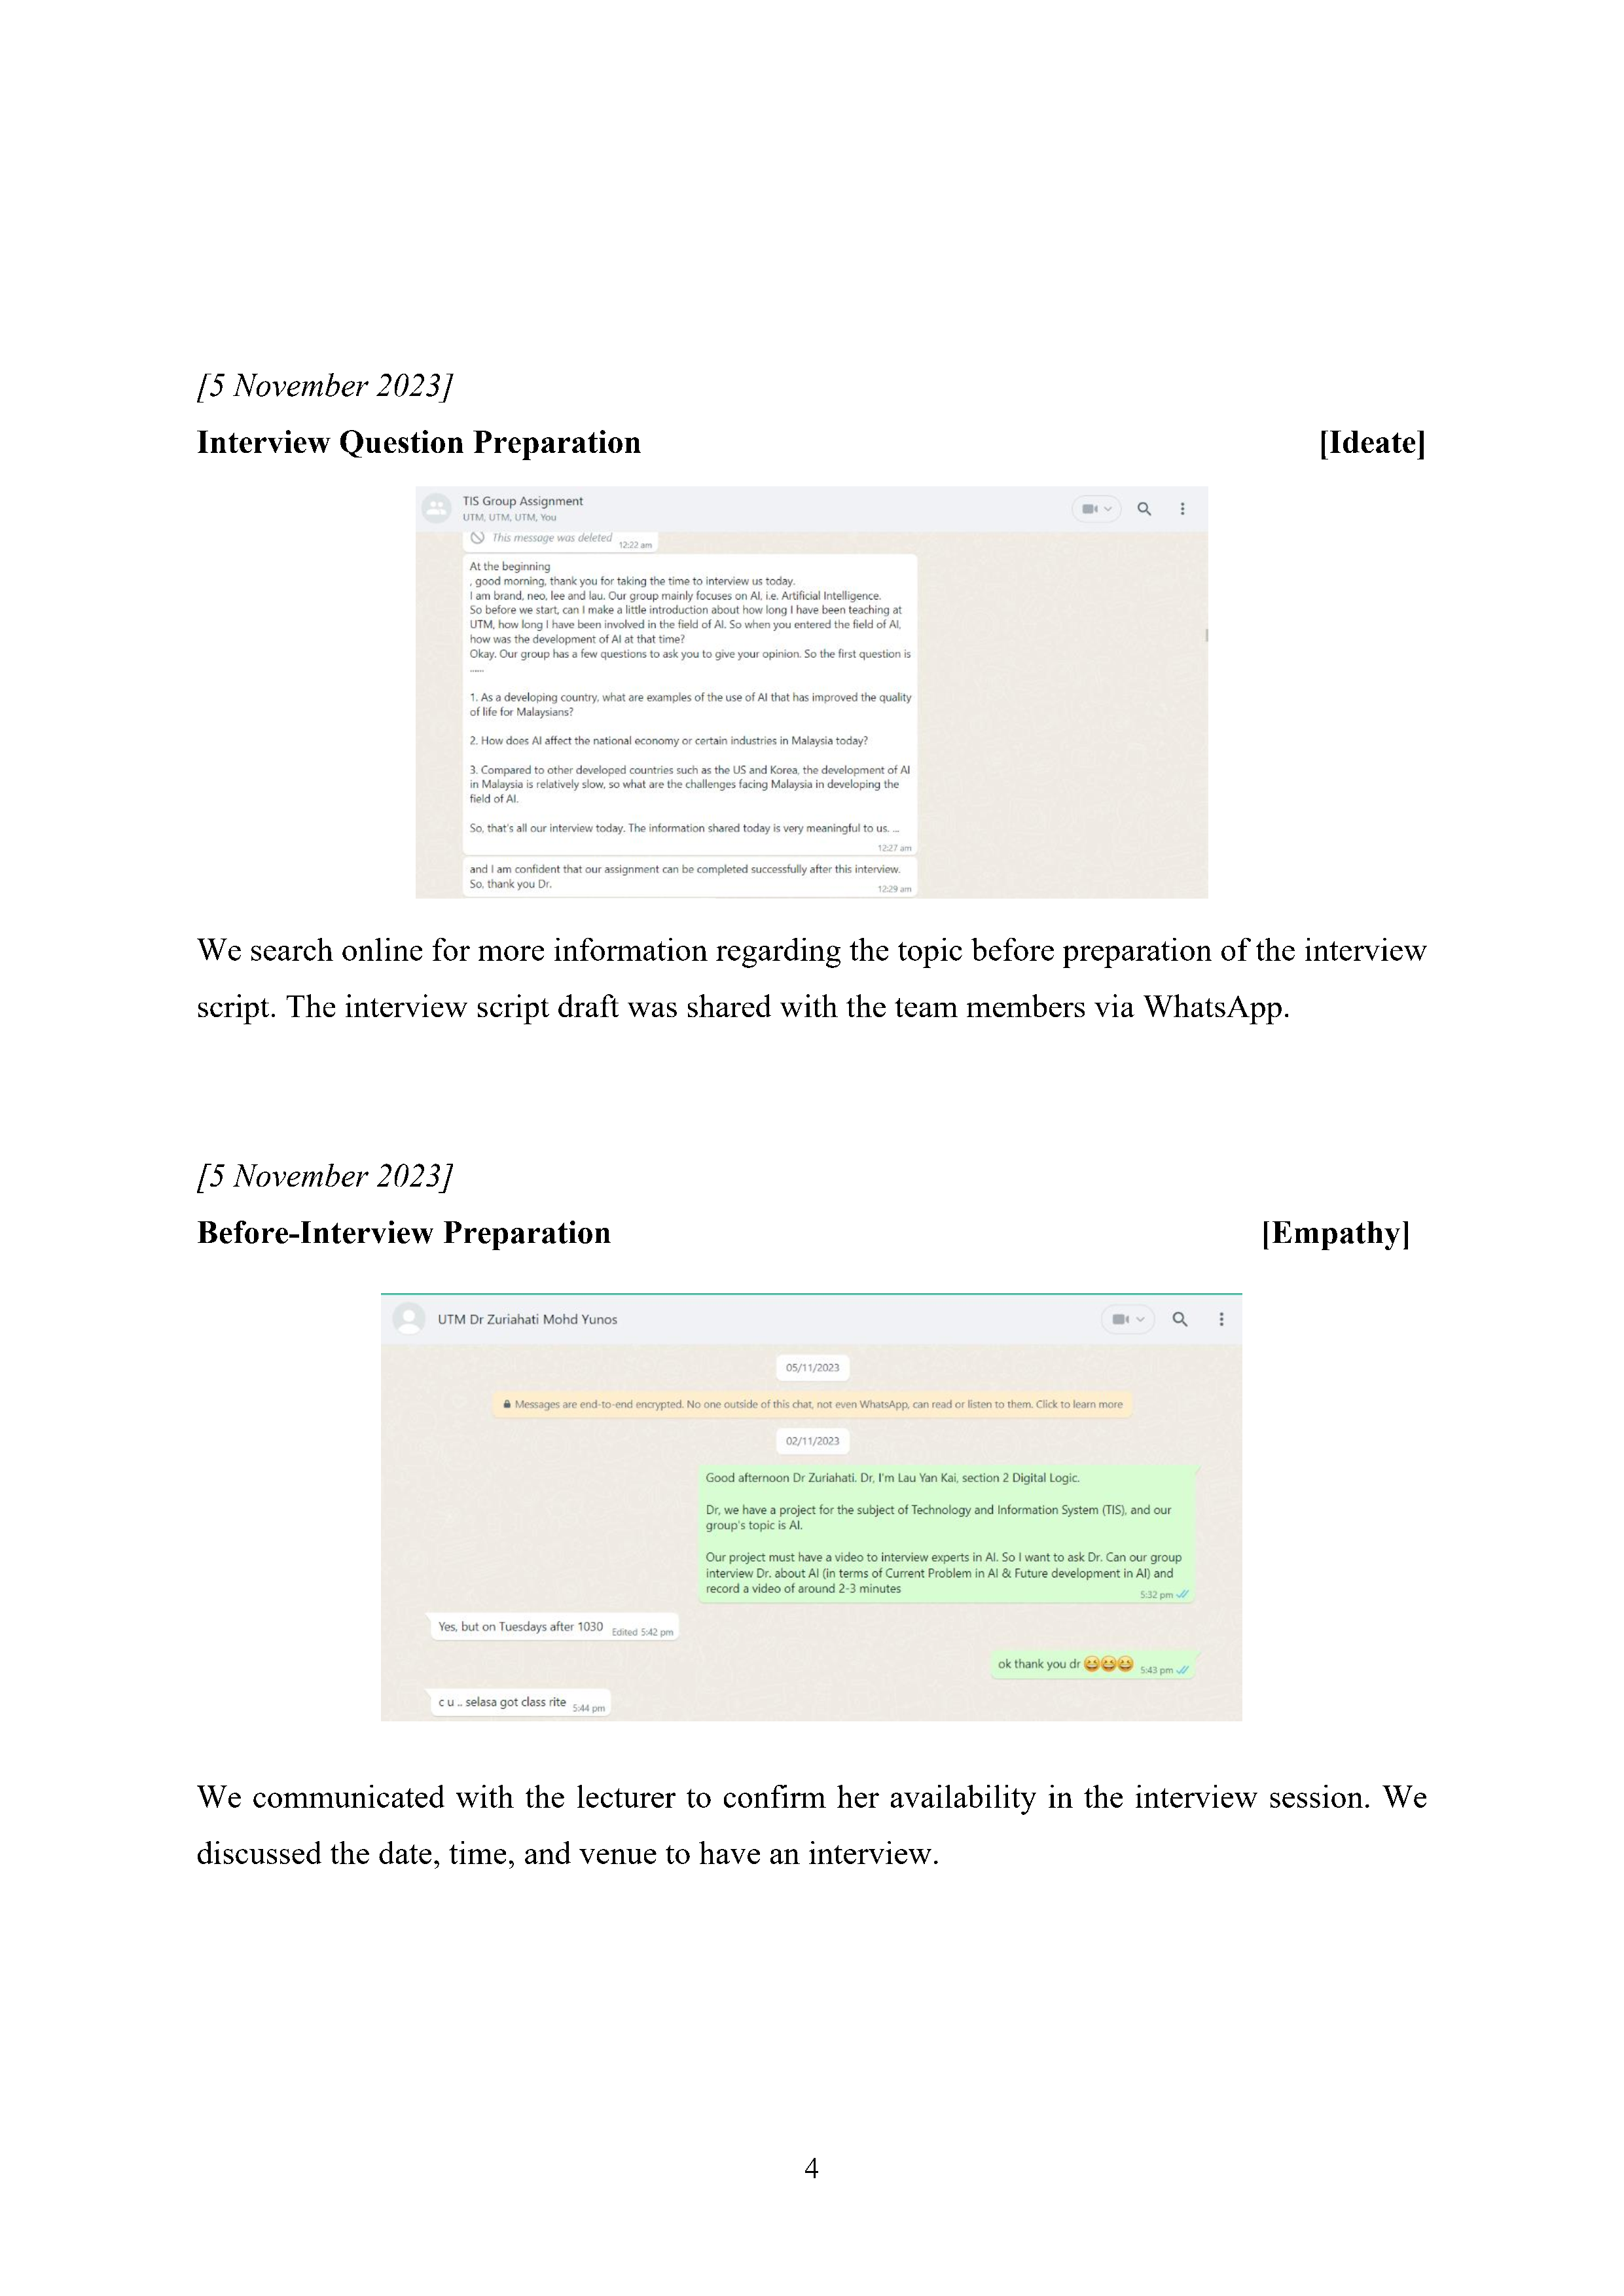 [5 November 2023]
Interview Question Preparation [Ideate]
TIS Group Assignment
UTM, UTM, UTM, You
This message was deleted 12:22 am
At the beginning
, good morning, thank you for taking the time to interview us today.
I am brand, neo, lee and lau. Our group mainly focuses on AI, i.e. Artificial Intelligence.
So before we start, can I make a little introduction about how long I have been teaching at
UTM, how long I have been involved in the field of AI. So when you entered the field of AI,
how was the development of AI at that time?
Okay. Our group has a few questions to ask you to give your opinion. So the first question is
......
1. As a developing country, what are examples of the use of AI that has improved the quality
of life for Malaysians?
2. How does AI affect the national economy or certain industries in Malaysia today?
3. Compared to other developed countries such as the US and Korea, the development of AI
in Malaysia is relatively slow, so what are the challenges facing Malaysia in developing the
field of AI.
So, that's all our interview today. The information shared today is very meaningful to us. ...
12:27 am
and I am confident that our assignment can be completed successfully after this interview.
So, thank you Dr.
12:29 am
We search online for more information regarding the topic before preparation of the interview
script. The interview script draft was shared with the team members via WhatsApp.
[5 November 2023]
Before-Interview Preparation [Empathy]
UTM Dr Zuriahati Mohd Yunos
05/11/2023
Messages are end-to-end encrypted. No one outside of this chat, not even WhatsApp, can read or listen to them. Click to learn more
02/11/2023
Good afternoon Dr Zuriahati. Dr, I'm Lau Yan Kai, section 2 Digital Logic.
Dr, we have a project for the subject of Technology and Information System (TIS), and our
group's topic is AI.
Our project must have a video to interview experts in AI. So I want to ask Dr. Can our group
interview Dr. about AI (in terms of Current Problem in AI & Future development in AI) and
record a video of around 2-3 minutes
5:32 pm
Yes, but on Tuesdays after 1030 Edited 5:42 pm
ok thank you dr 😆😆😆 5:43 pm
c u .. selasa got class rite 5:44 pm
We communicated with the lecturer to confirm her availability in the interview session. We
discussed the date, time, and venue to have an interview.
4